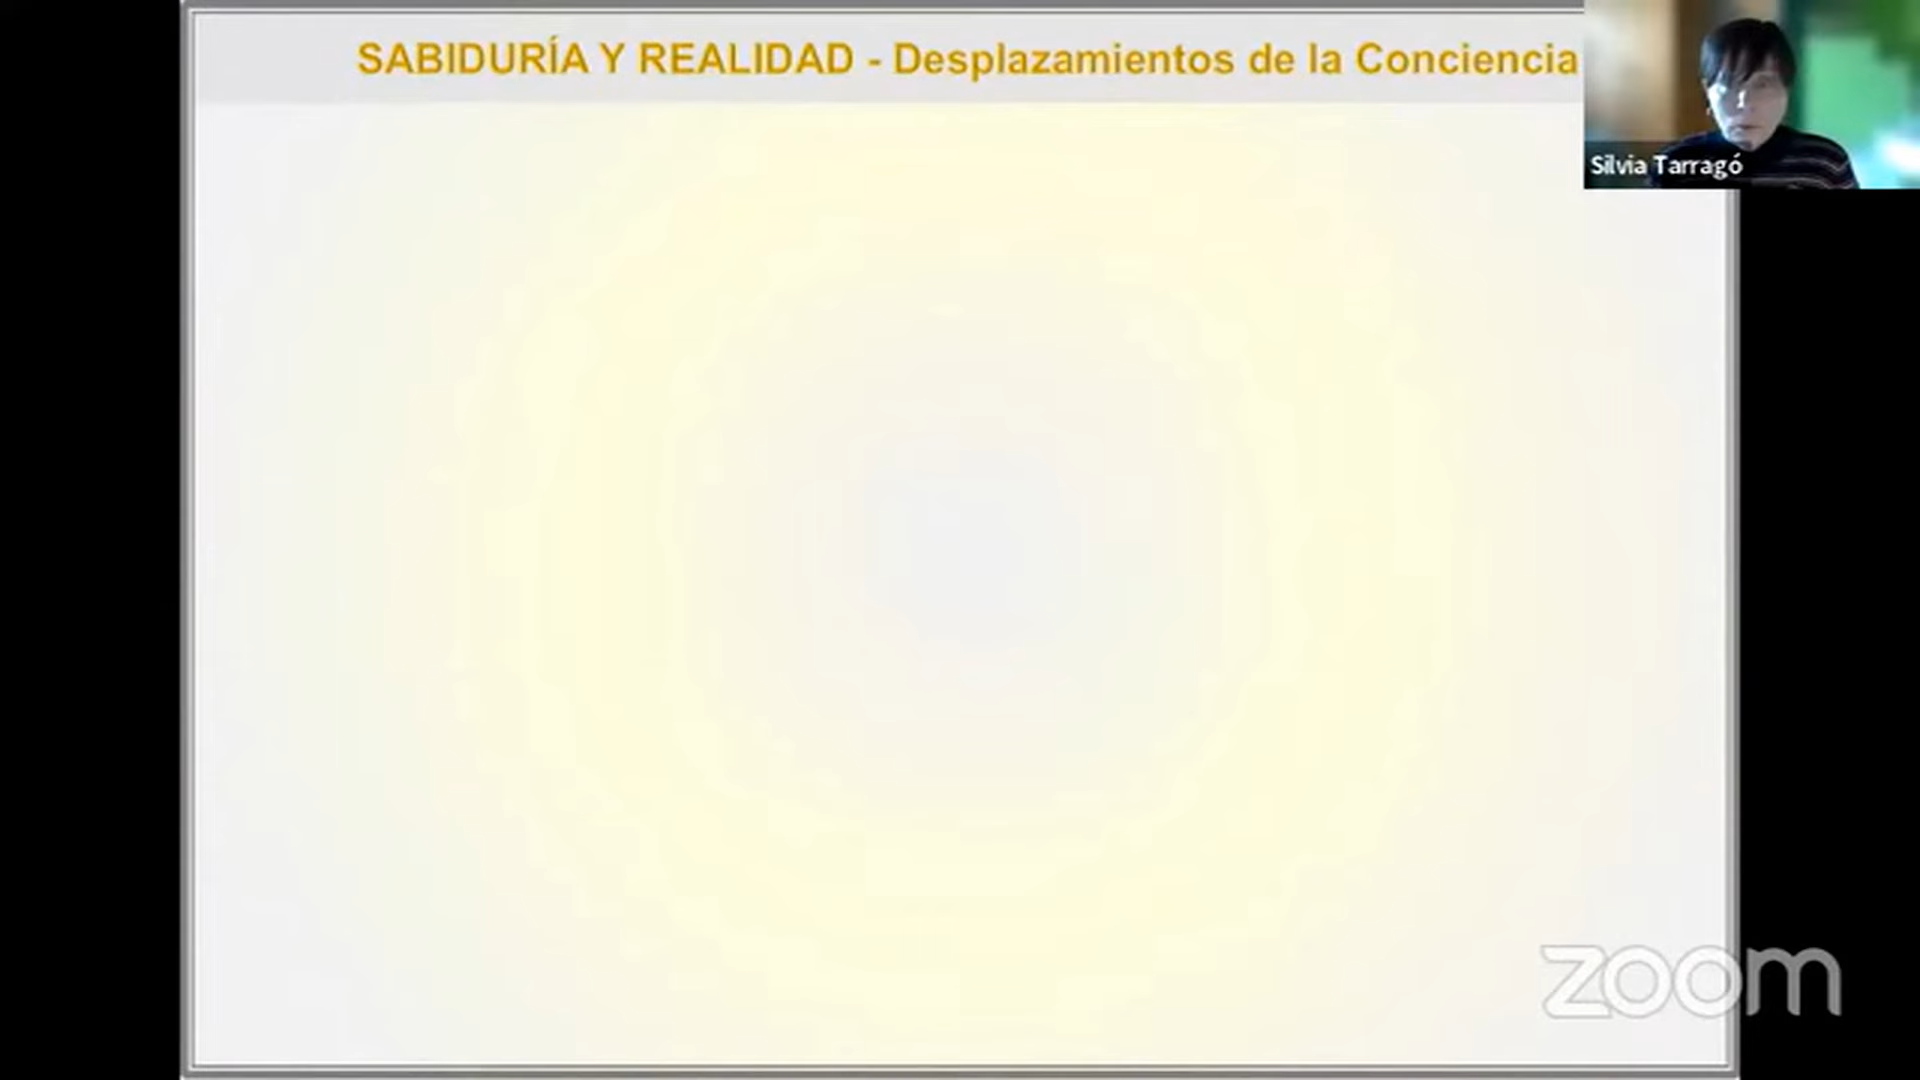 SABIDURÍA Y REALIDAD - Desplazamientos de la Conciencia
Silvia Tarragó
zoom